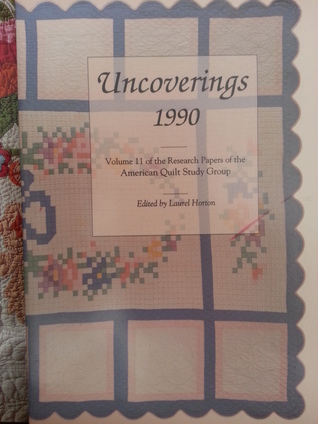 Uncoverings
1990
Volume 11 of the Research Papers of the
American Quilt Study Group
Edited by Laurel Horton